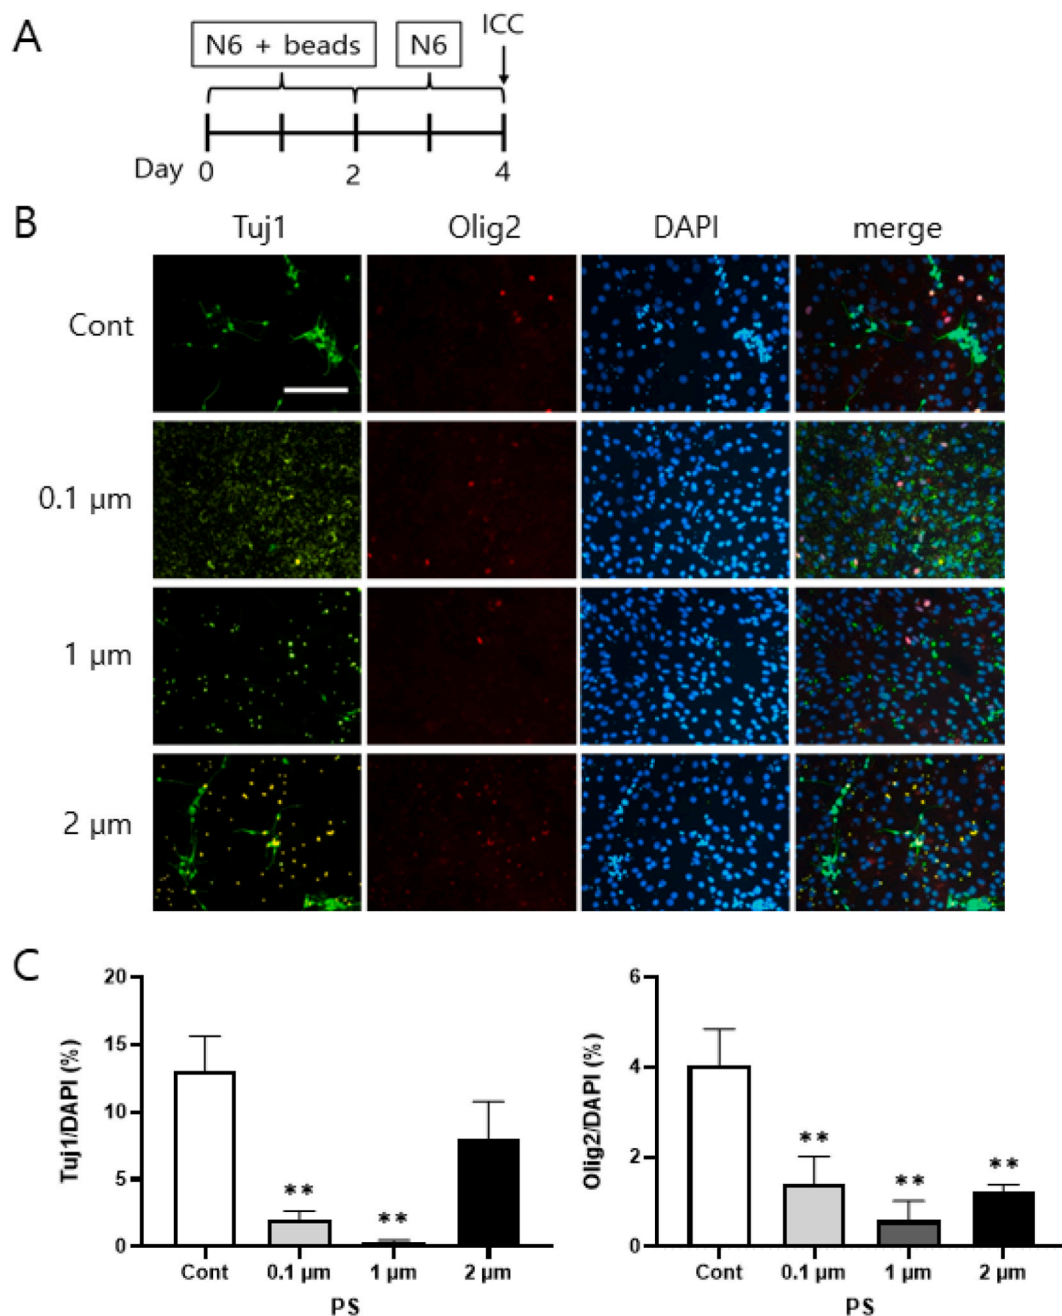 A
N6 + beads N6 ICC
Day 0 2 4
B
Tuj1 Olig2 DAPI merge
Cont
0.1 μm
1 μm
2 μm
C
Tuj1/DAPI (%)
20
15
10
5
0
** **
Cont 0.1 μm 1 μm 2 μm
PS
Olig2/DAPI (%)
6
4
2
0
** ** **
Cont 0.1 μm 1 μm 2 μm
PS